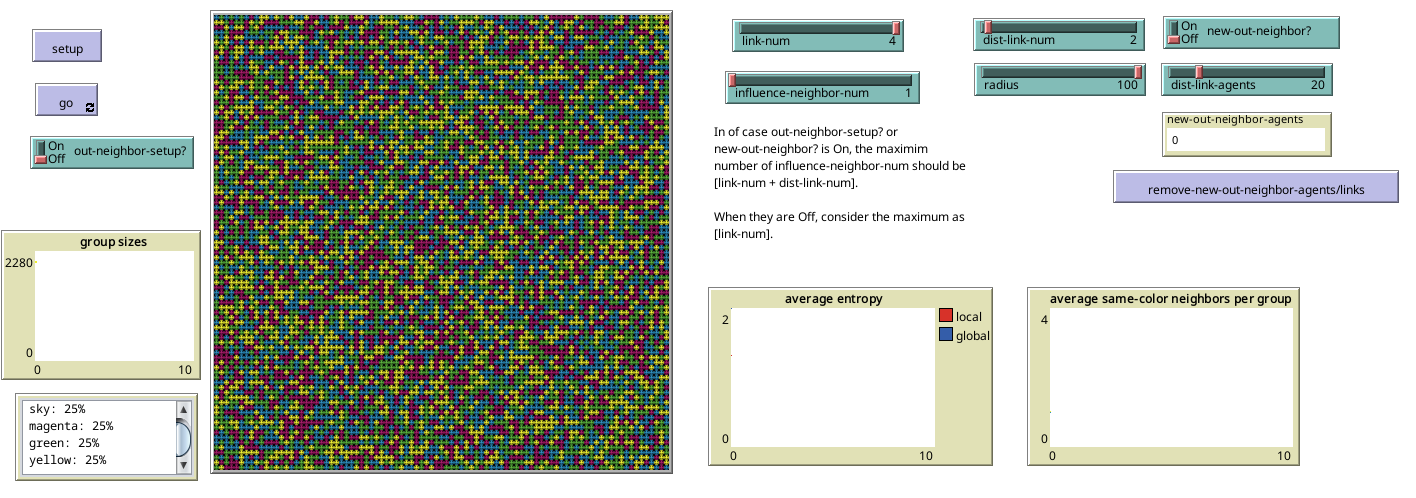 setup
go
On
Off
out-neighbor-setup?
group sizes
2280
0
0
10
sky: 25%
magenta: 25%
green: 25%
yellow: 25%
link-num
4
influence-neighbor-num
1
dist-link-num
2
radius
100
On
Off
new-out-neighbor?
dist-link-agents
20
new-out-neighbor-agents
0
remove-new-out-neighbor-agents/links
In of case out-neighbor-setup? or
new-out-neighbor? is On, the maximim
number of influence-neighbor-num should be
[link-num + dist-link-num].
When they are Off, consider the maximum as
[link-num].
average entropy
2
0
0
10
local
global
average same-color neighbors per group
4
0
0
10